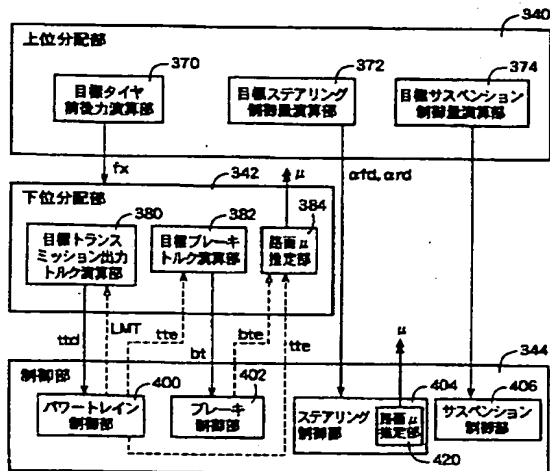 340
上位分配部
370
372
374
目標タイヤ
前後力演算部
目標ステアリング
制御量演算部
目標サスペンション
制御量演算部
fx
342
μ
αfd, αrd
下位分配部
380
382
384
目標トランス
ミッション出力
トルク演算部
目標ブレーキ
トルク演算部
路面μ
推定部
ttd
LMT
tte
bt
bte
tte
μ
344
制御部
400
402
404
406
パワートレイン
制御部
ブレーキ
制御部
ステアリング
制御部
路面μ
推定部
420
サスペンション
制御部